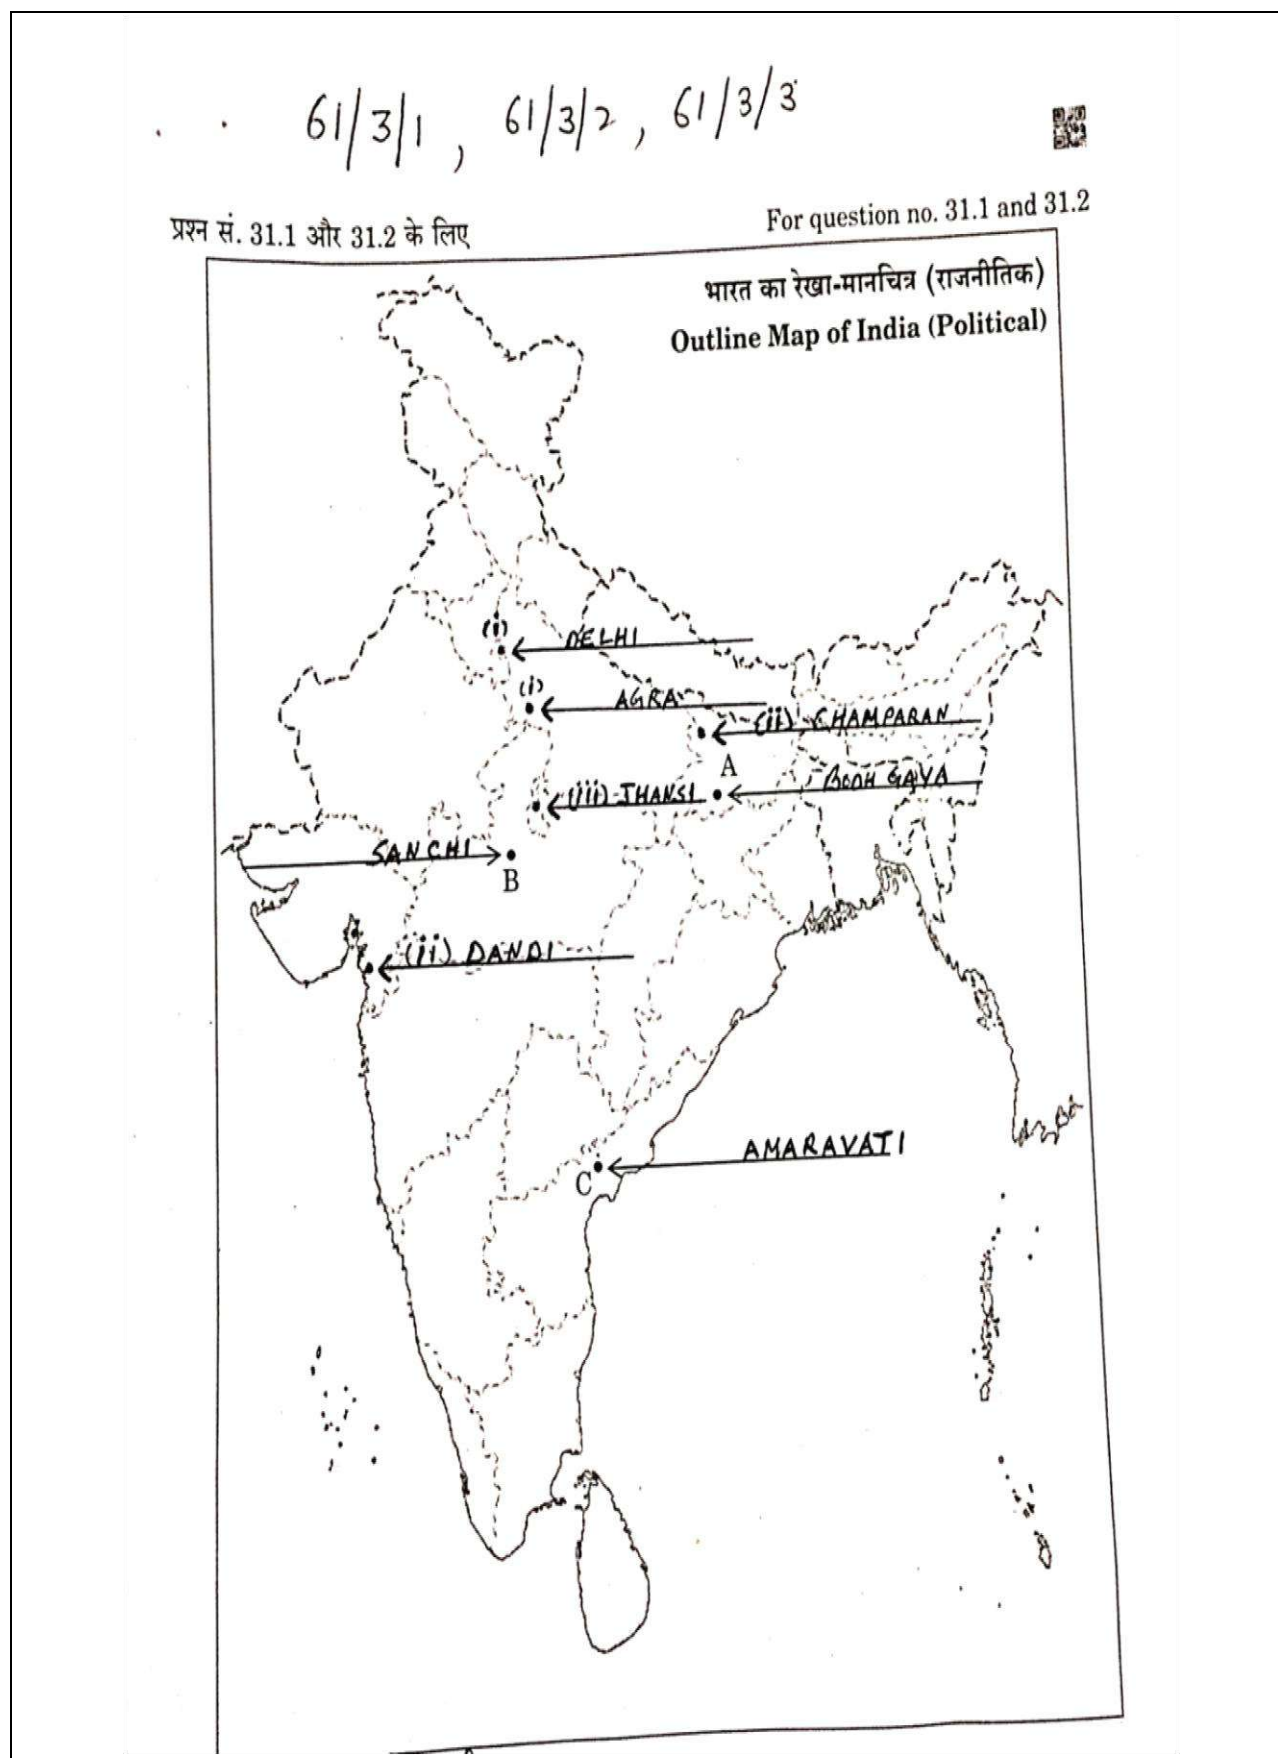 61/3/1, 61/3/2, 61/3/3
प्रश्न सं. 31.1 और 31.2 के लिए
For question no. 31.1 and 31.2
भारत का रेखा-मानचित्र (राजनीतिक)
Outline Map of India (Political)
(i)
DELHI
(i)
AGRA
(ii) CHAMPARAN
A
(iii) JHANSI
BODH GAYA
SANCHI
B
(ii) DANDI
AMARAVATI
C